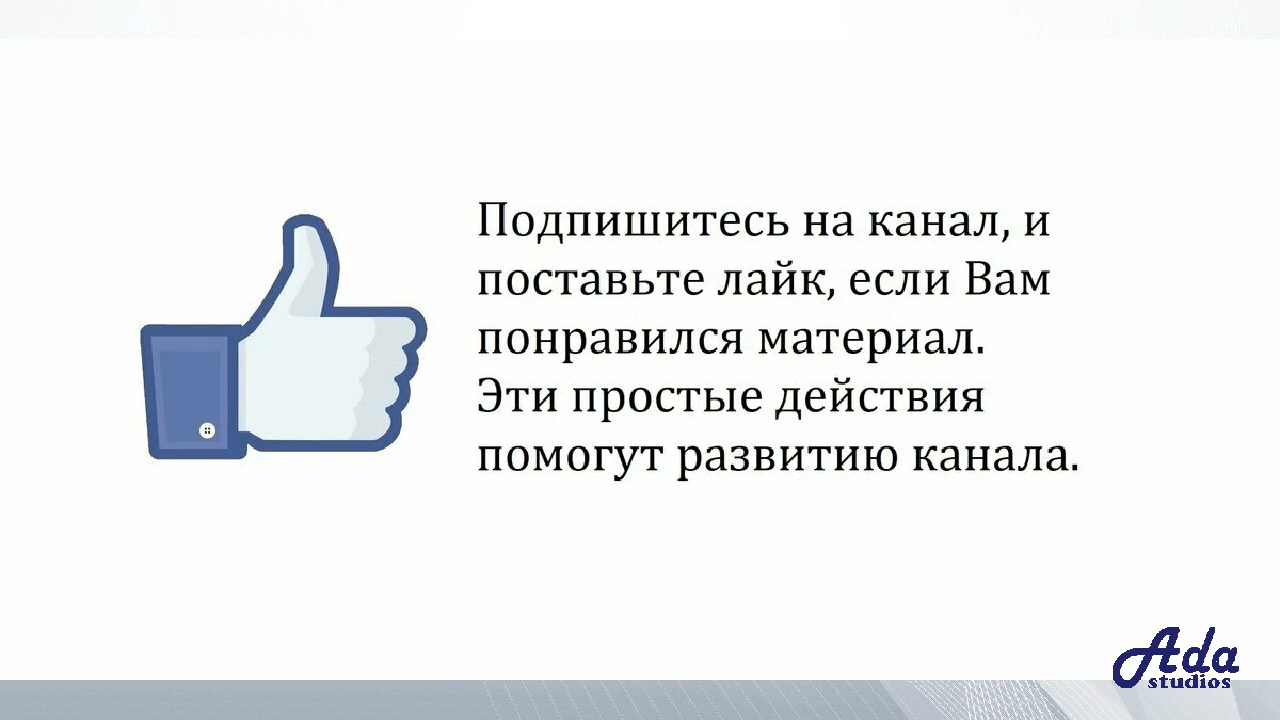 Подпишитесь на канал, и
поставьте лайк, если Вам
понравился материал.
Эти простые действия
помогут развитию канала.
Ada
studios